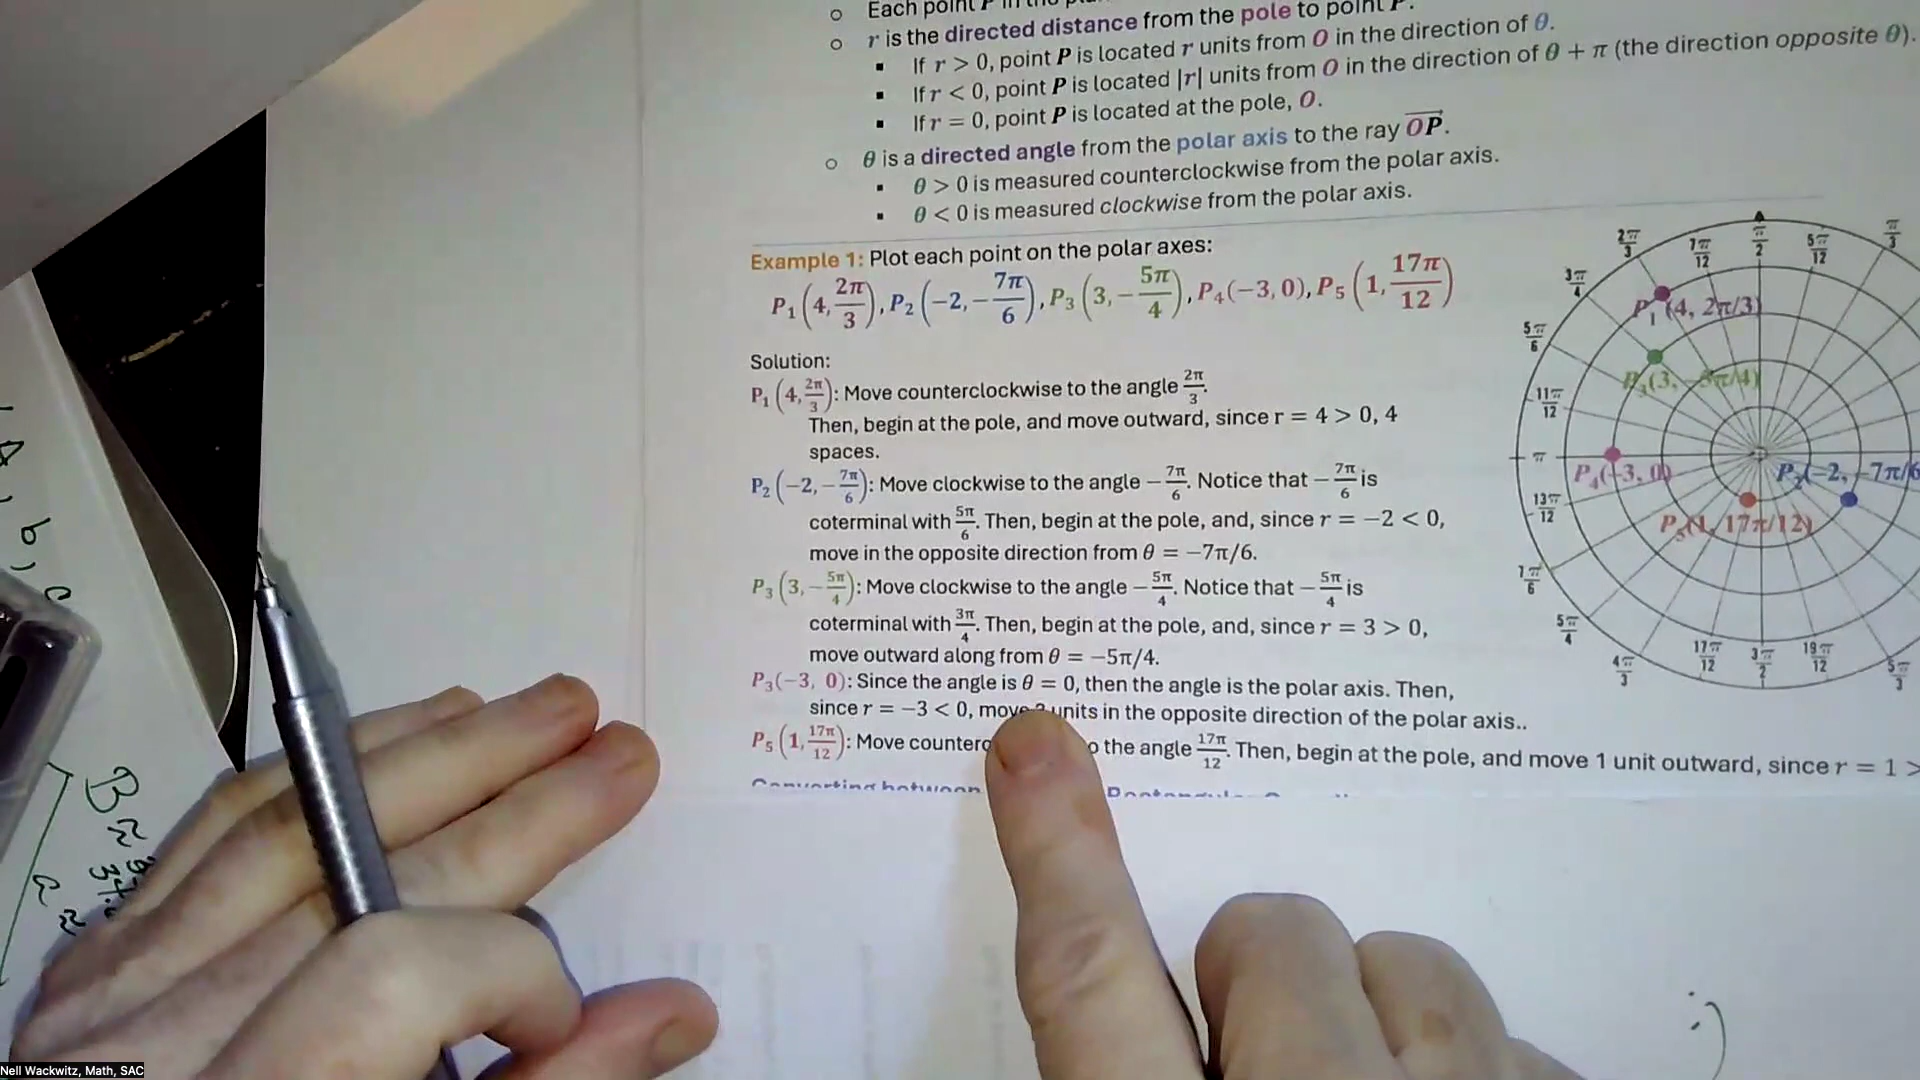 Each point P in the
r is the directed distance from the pole to point P.
If r > 0, point P is located r units from O in the direction of θ.
If r < 0, point P is located |r| units from O in the direction of θ + π (the direction opposite θ).
If r = 0, point P is located at the pole, O.
θ is a directed angle from the polar axis to the ray OP.
θ > 0 is measured counterclockwise from the polar axis.
θ < 0 is measured clockwise from the polar axis.
Example 1: Plot each point on the polar axes:
P₁(4, 2π/3), P₂(−2, −7π/6), P₃(3, −5π/4), P₄(−3, 0), P₅(1, 17π/12)
Solution:
P₁(4, 2π/3): Move counterclockwise to the angle 2π/3.
Then, begin at the pole, and move outward, since r = 4 > 0, 4
spaces.
P₂(−2, −7π/6): Move clockwise to the angle −7π/6. Notice that −7π/6 is
coterminal with 5π/6. Then, begin at the pole, and, since r = −2 < 0,
move in the opposite direction from θ = −7π/6.
P₃(3, −5π/4): Move clockwise to the angle −5π/4. Notice that −5π/4 is
coterminal with 3π/4. Then, begin at the pole, and, since r = 3 > 0,
move outward along from θ = −5π/4.
P₃(−3, 0): Since the angle is θ = 0, then the angle is the polar axis. Then,
since r = −3 < 0, move units in the opposite direction of the polar axis..
P₅(1, 17π/12): Move the angle 17π/12. Then, begin at the pole, and move 1 unit outward, since r = 1 >
Converting between
2π/3
7π/12
π/2
5π/12
π/3
3π/4
P₁(4, 2π/3)
5π/6
P₃(3, −5π/4)
11π/12
π
P₄(−3, 0)
P₂(−2, −7π/6
13π/12
P₅(1, 17π/12)
7π/6
5π/4
4π/3
17π/12
3π/2
19π/12
5π/3
b, c
B ≈
a ≈
:)
Nell Wackwitz, Math, SAC